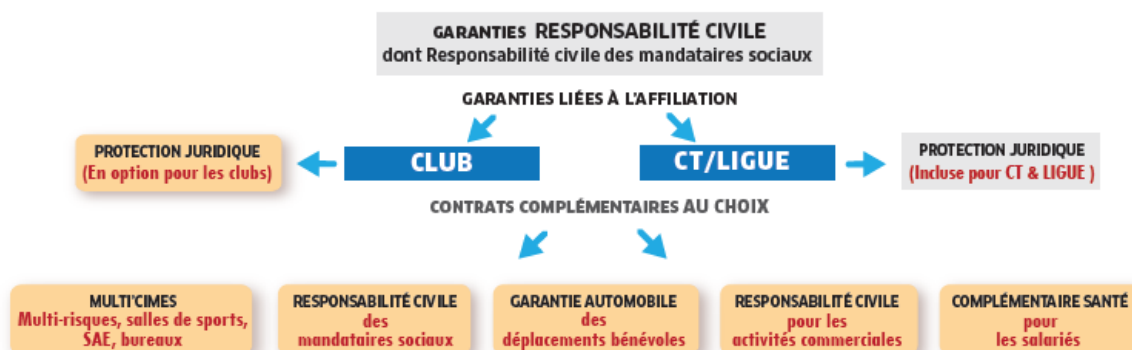 GARANTIES RESPONSABILITÉ CIVILE
dont Responsabilité civile des mandataires sociaux
GARANTIES LIÉES À L'AFFILIATION
PROTECTION JURIDIQUE
(En option pour les clubs)
CLUB
CT/LIGUE
PROTECTION JURIDIQUE
(Incluse pour CT & LIGUE )
CONTRATS COMPLÉMENTAIRES AU CHOIX
MULTI'CIMES
Multi-risques, salles de sports,
SAE, bureaux
RESPONSABILITÉ CIVILE
des
mandataires sociaux
GARANTIE AUTOMOBILE
des
déplacements bénévoles
RESPONSABILITÉ CIVILE
pour les
activités commerciales
COMPLÉMENTAIRE SANTÉ
pour
les salariés